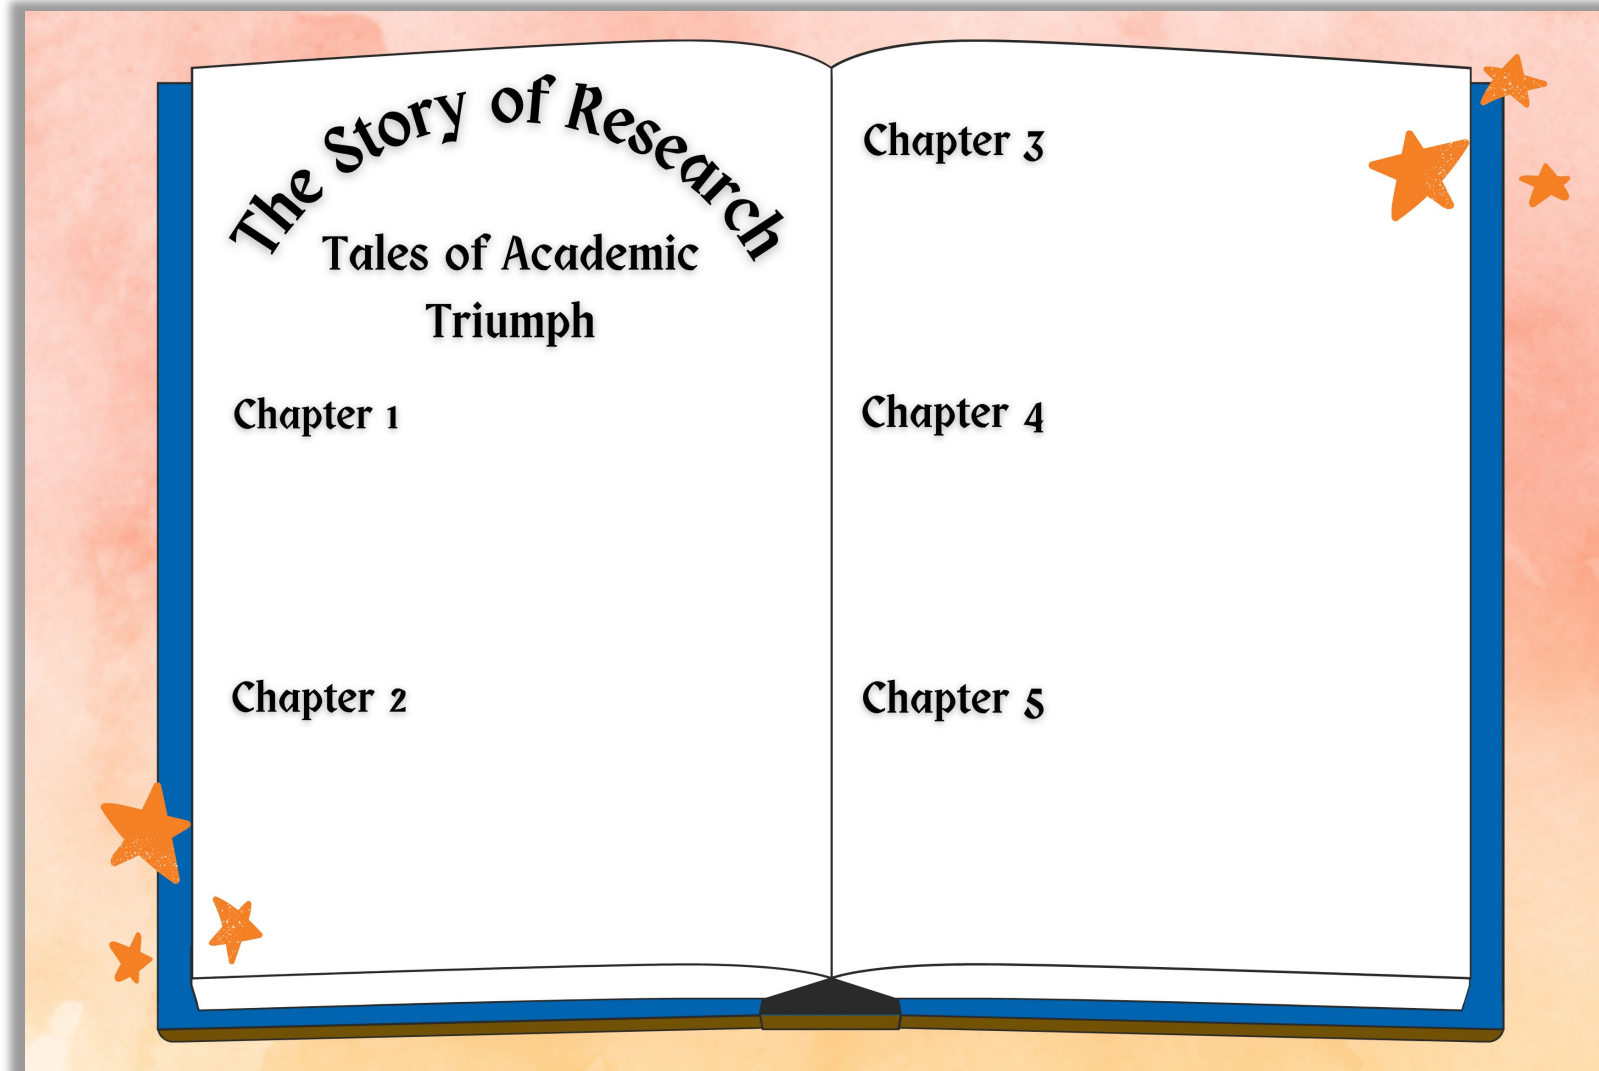 The Story of Research
Tales of Academic
Triumph
Chapter 1
Chapter 2
Chapter 3
Chapter 4
Chapter 5